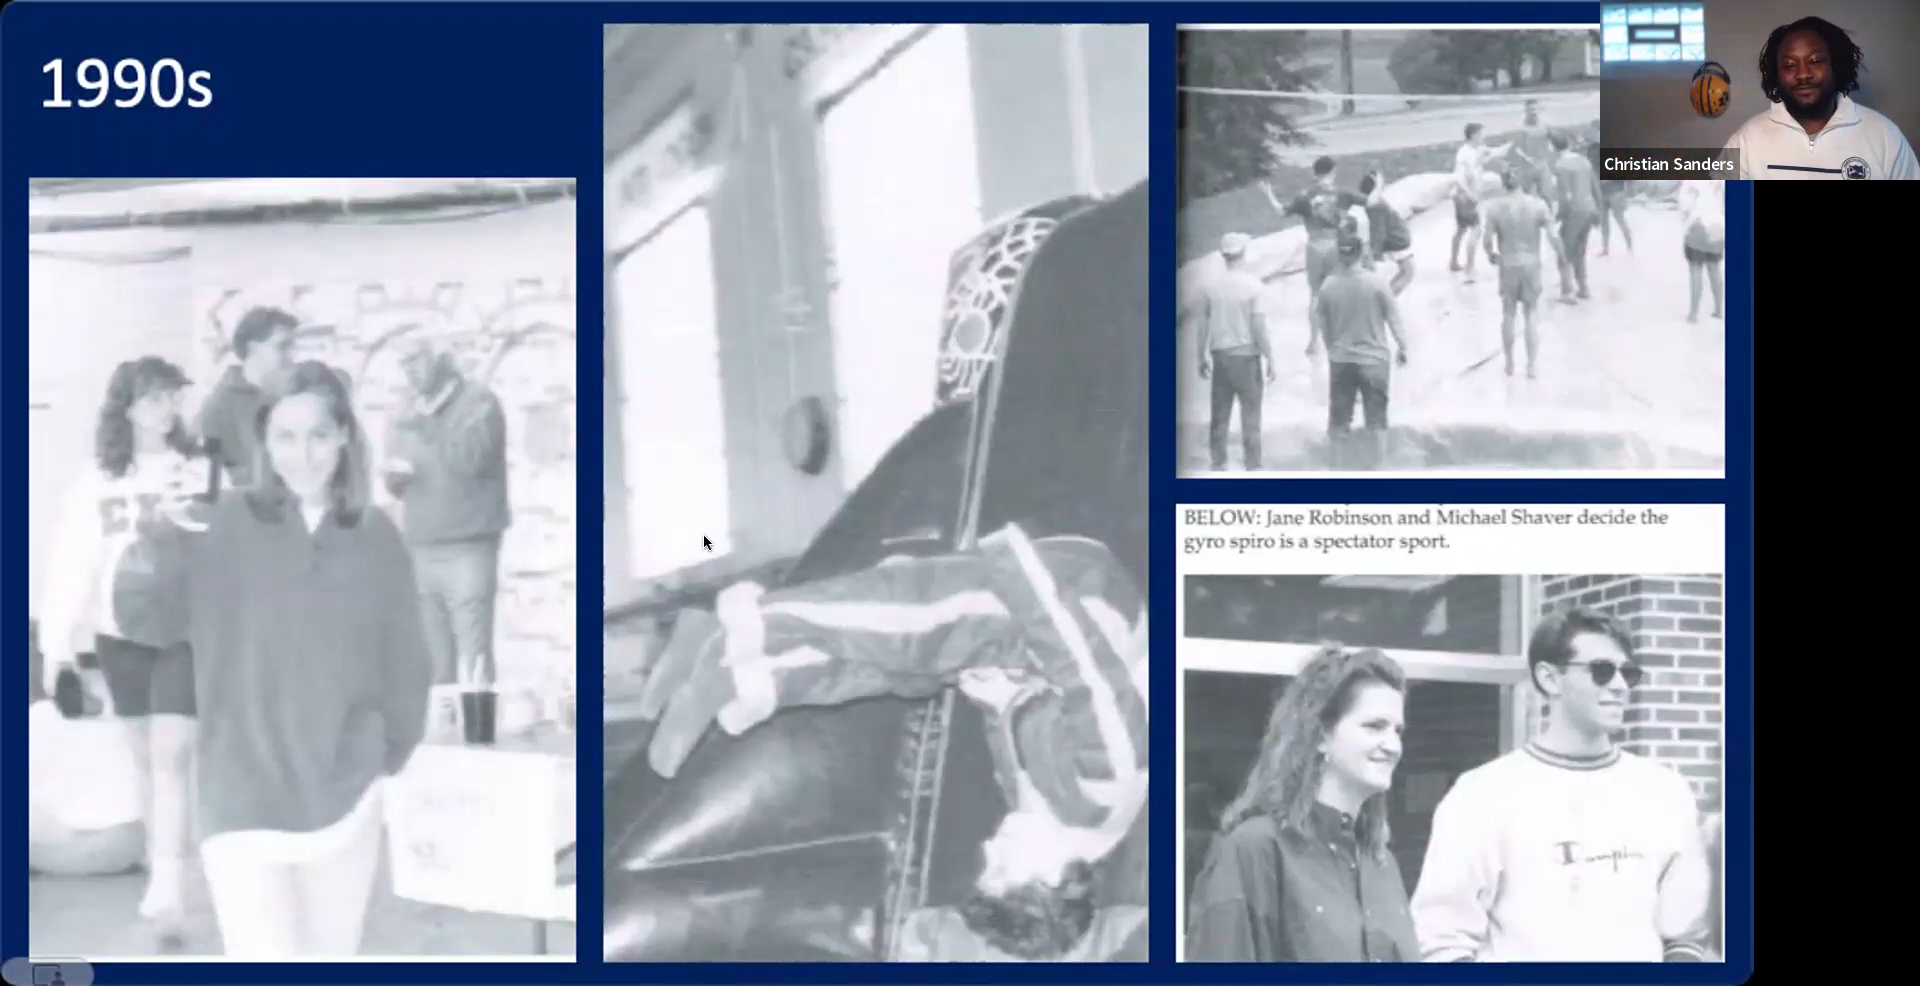 1990s
Christian Sanders
BELOW: Jane Robinson and Michael Shaver decide the
gyro spiro is a spectator sport.